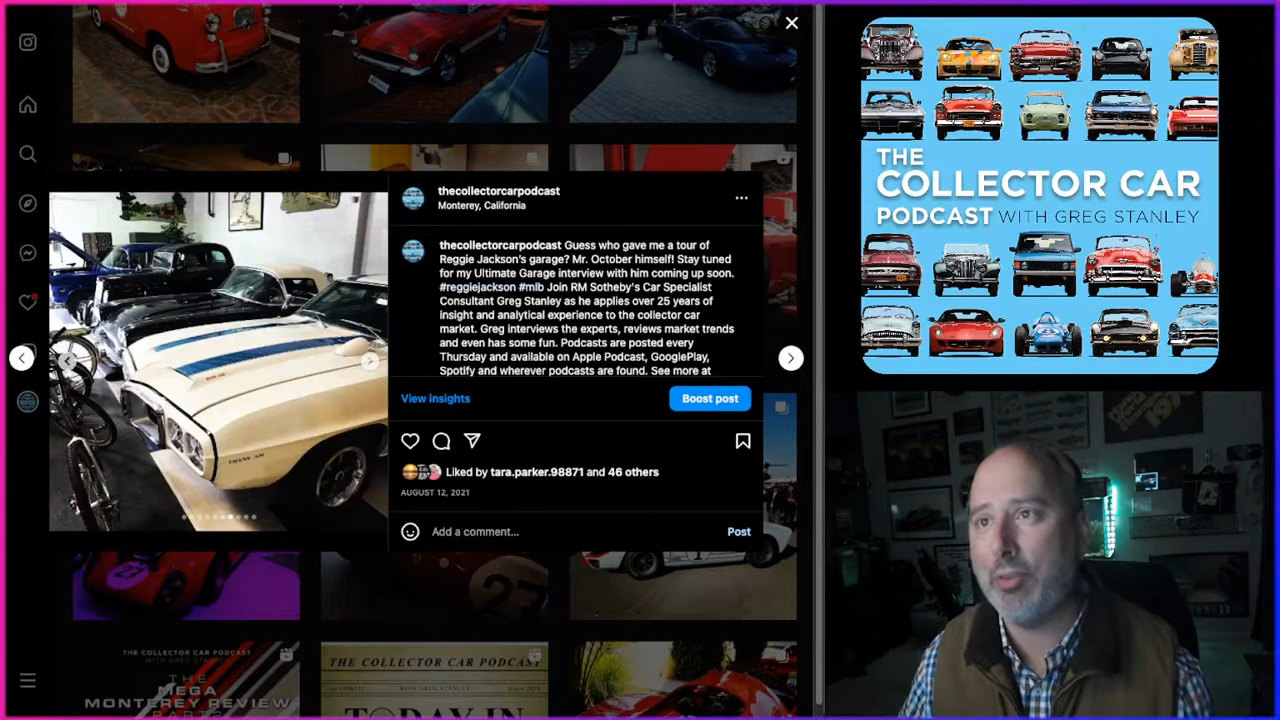 thecollectorcarpodcast
Monterey, California
thecollectorcarpodcast Guess who gave me a tour of
Reggie Jackson's garage? Mr. October himself! Stay tuned
for my Ultimate Garage interview with him coming up soon.
#reggiejackson #mlb Join RM Sotheby's Car Specialist
Consultant Greg Stanley as he applies over 25 years of
insight and analytical experience to the collector car
market. Greg interviews the experts, reviews market trends
and even has some fun. Podcasts are posted every
Thursday and available on Apple Podcast, GooglePlay,
Spotify and wherever podcasts are found. See more at
View insights
Boost post
Liked by tara.parker.98871 and 46 others
AUGUST 12, 2021
Add a comment...
Post
TRANS AM
27
27
THE COLLECTOR CAR PODCAST
WITH GREG STANLEY
THE
MEGA
MONTEREY REVIEW
THE COLLECTOR CAR PODCAST
WITH GREG STANLEY
TODAY IN
THE
COLLECTOR CAR
PODCAST WITH GREG STANLEY